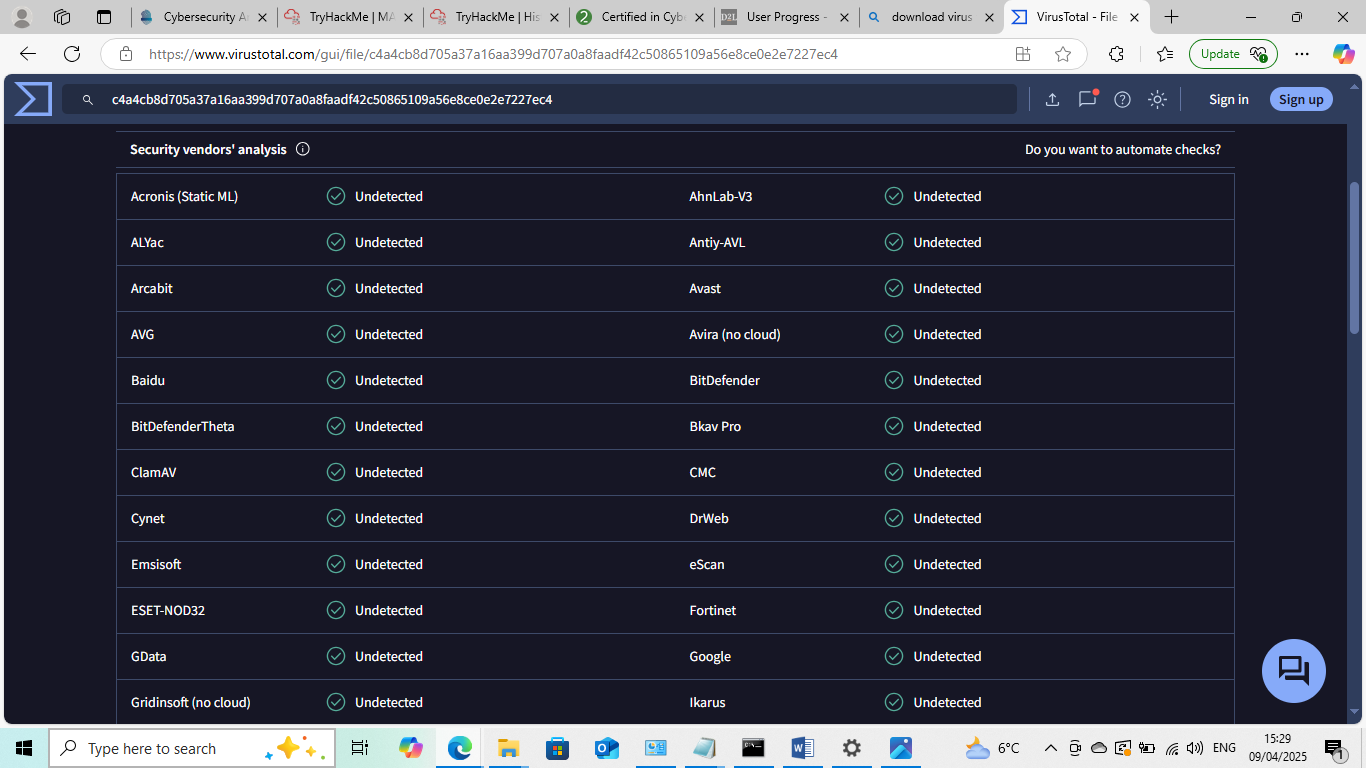 Cybersecurity A
TryHackMe | MA
TryHackMe | His
Certified in Cyb
D2L User Progress -
download virus
VirusTotal - File
https://www.virustotal.com/gui/file/c4a4cb8d705a37a16aa399d707a0a8faadf42c50865109a56e8ce0e2e7227ec4
Update
c4a4cb8d705a37a16aa399d707a0a8faadf42c50865109a56e8ce0e2e7227ec4
Sign in
Sign up
Security vendors' analysis
Do you want to automate checks?
Acronis (Static ML) Undetected AhnLab-V3 Undetected
ALYac Undetected Antiy-AVL Undetected
Arcabit Undetected Avast Undetected
AVG Undetected Avira (no cloud) Undetected
Baidu Undetected BitDefender Undetected
BitDefenderTheta Undetected Bkav Pro Undetected
ClamAV Undetected CMC Undetected
Cynet Undetected DrWeb Undetected
Emsisoft Undetected eScan Undetected
ESET-NOD32 Undetected Fortinet Undetected
GData Undetected Google Undetected
Gridinsoft (no cloud) Undetected Ikarus Undetected
Type here to search
6°C
ENG
15:29
09/04/2025
1